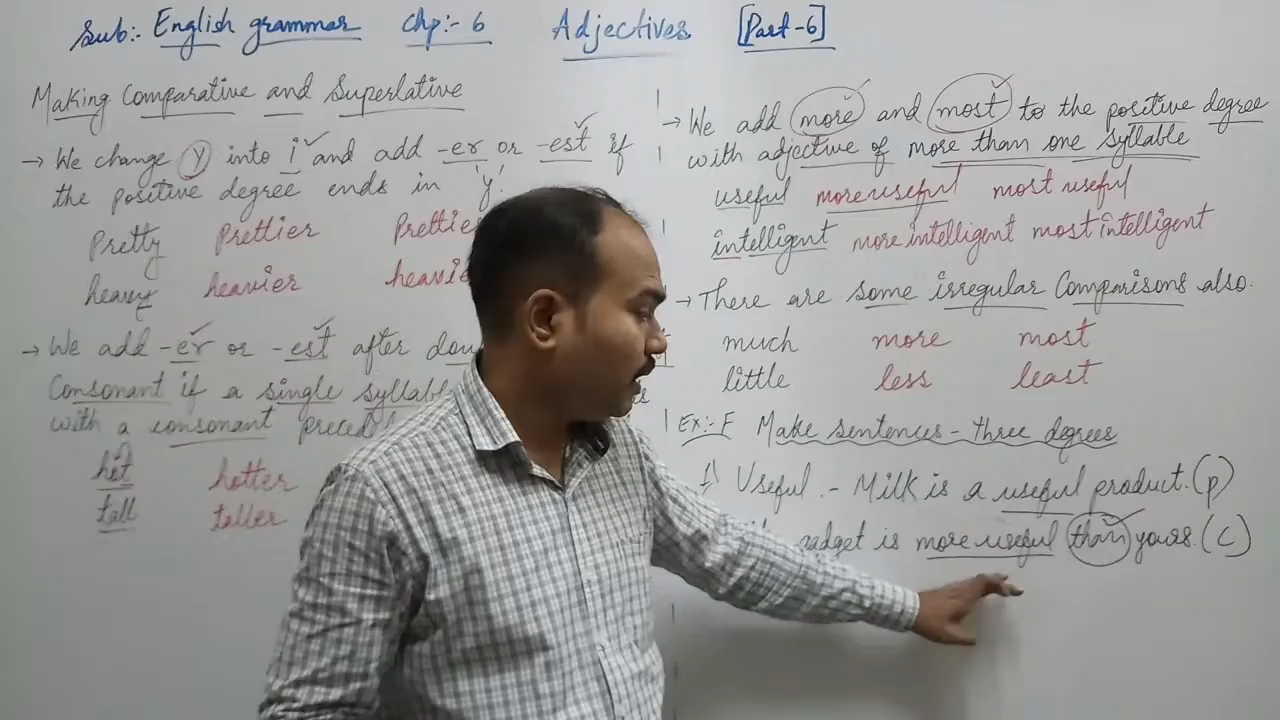 Sub:- English grammar Chp:- 6 Adjectives [Part-6]
Making Comparative and Superlative
→ We change y into i and add -er or -est if
the positive degree ends in 'y'.
Pretty Prettier
heavy heavier
→ We add -er or -est after
Consonant if a single
with a consonant
hot hotter
tall taller
→ We add more and most to the positive degree
with adjective of more than one syllable
useful more useful most useful
intelligent more intelligent most intelligent
→ There are some irregular Comparisons also.
much more most
little less least
Ex:- F Make sentences - three degrees
1) Useful :- Milk is a useful product. (P)
is more useful than yours. (C)